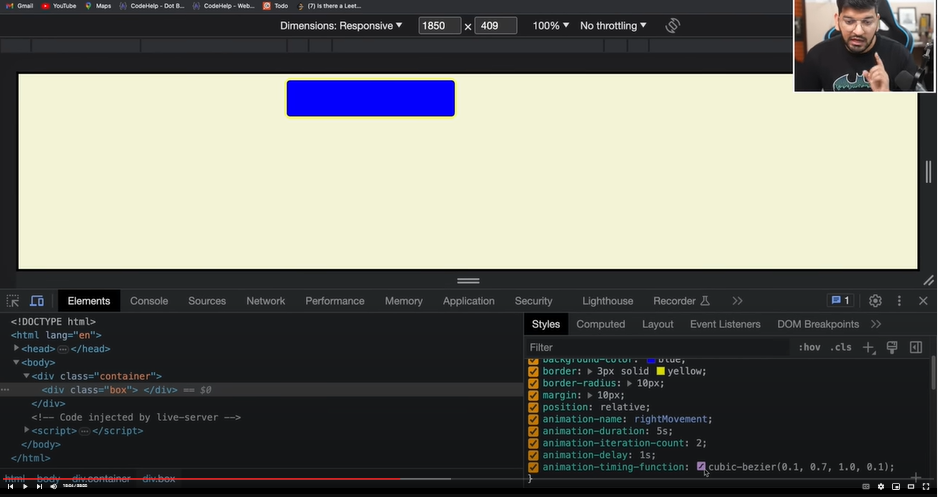 Gmail YouTube Maps CodeHelp - Dot B... CodeHelp - Web... Todo (7) Is there a Leet...
Dimensions: Responsive ▼ 1850 × 409 100% ▼ No throttling ▼
Elements Console Sources Network Performance Memory Application Security Lighthouse Recorder 1
<!DOCTYPE html>
<html lang="en">
▶<head> ⋯ </head>
▼<body>
▼<div class="container">
⋯ <div class="box"> </div> == $0
</div>
<!-- Code injected by live-server -->
▶<script> ⋯ </script>
</body>
</html>
html body div.container div.box
Styles Computed Layout Event Listeners DOM Breakpoints
Filter :hov .cls
background-color: blue;
border: ▶ 3px solid yellow;
border-radius: ▶ 10px;
margin: ▶ 10px;
position: relative;
animation-name: rightMovement;
animation-duration: 5s;
animation-iteration-count: 2;
animation-delay: 1s;
animation-timing-function: cubic-bezier(0.1, 0.7, 1.0, 0.1);
}